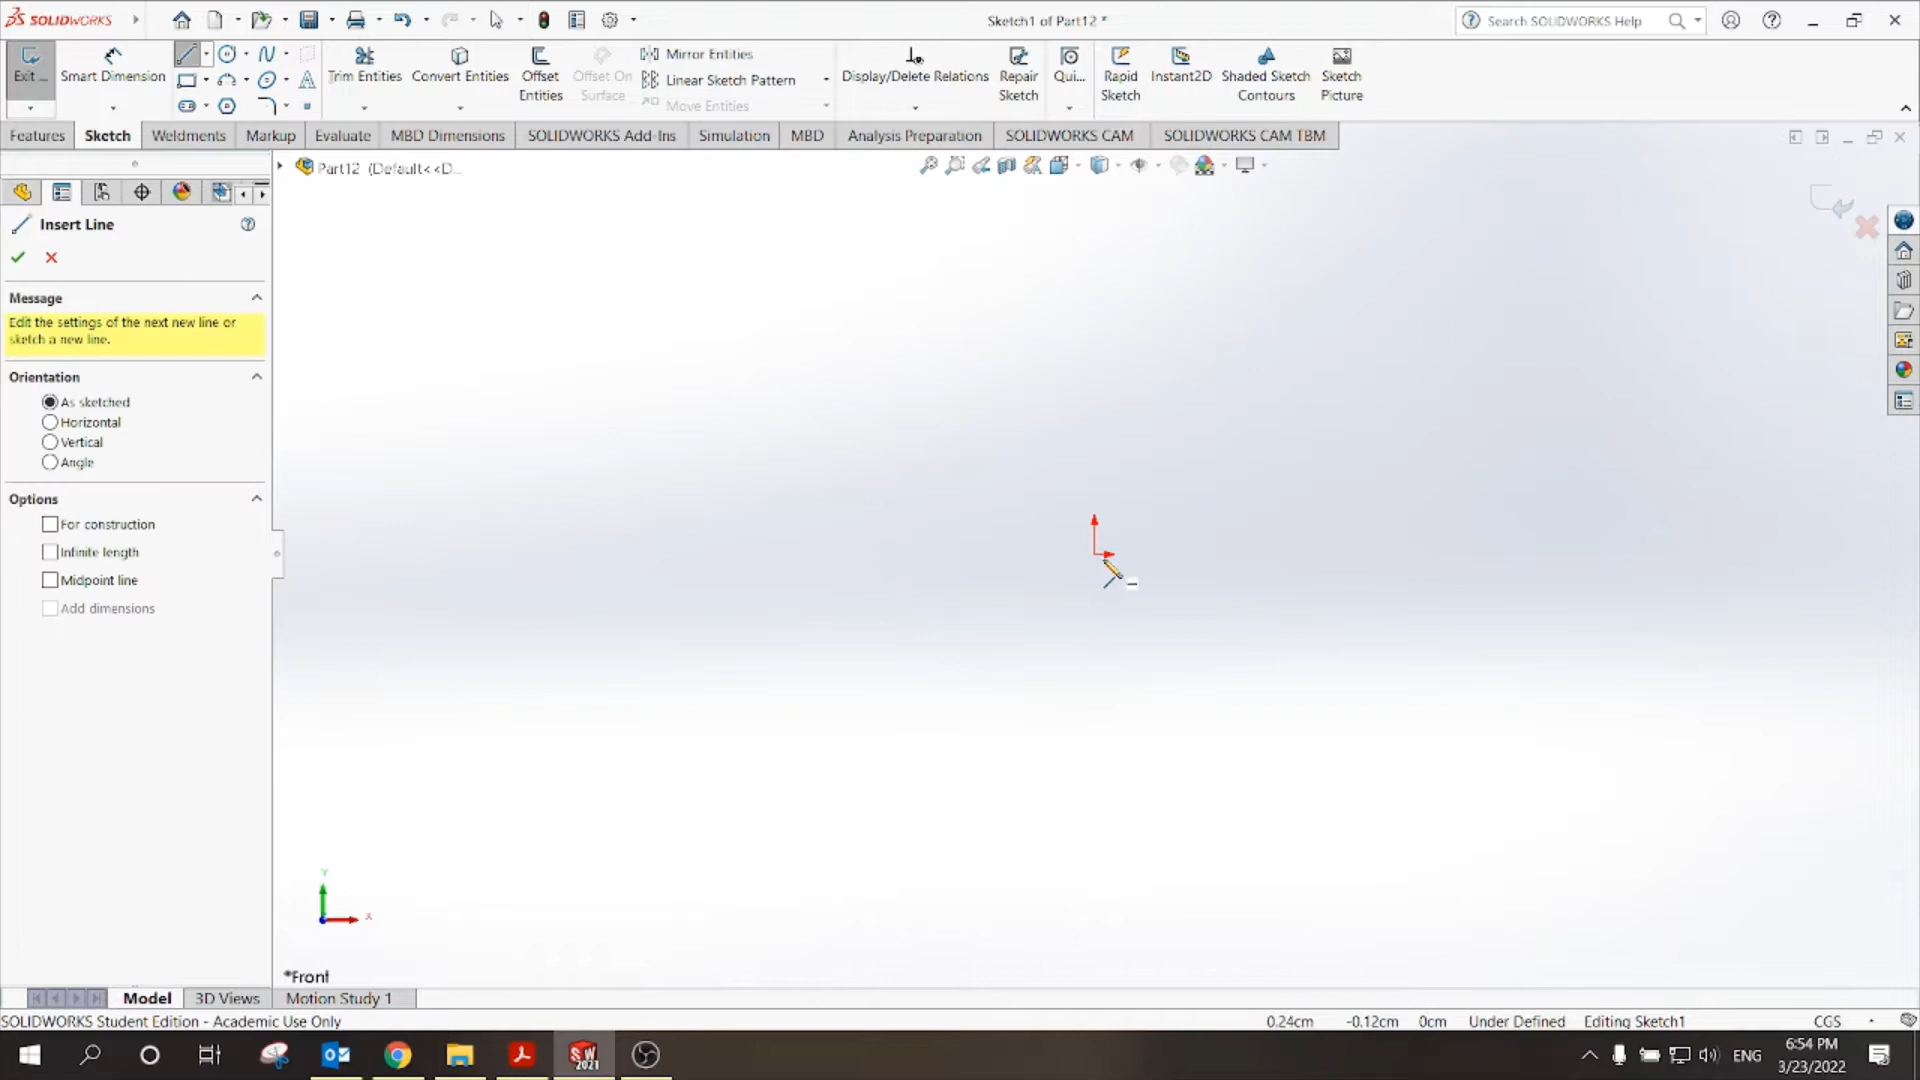 SOLIDWORKS
Sketch1 of Part12 *
Search SOLIDWORKS Help
Exit ...
Smart Dimension
Trim Entities
Convert Entities
Offset Entities
Offset On Surface
Mirror Entities
Linear Sketch Pattern
Move Entities
Display/Delete Relations
Repair Sketch
Qui...
Rapid Sketch
Instant2D
Shaded Sketch Contours
Sketch Picture
Features
Sketch
Weldments
Markup
Evaluate
MBD Dimensions
SOLIDWORKS Add-Ins
Simulation
MBD
Analysis Preparation
SOLIDWORKS CAM
SOLIDWORKS CAM TBM
Part12 (Default<<D...
Insert Line
Message
Edit the settings of the next new line or
sketch a new line.
Orientation
As sketched
Horizontal
Vertical
Angle
Options
For construction
Infinite length
Midpoint line
Add dimensions
Y
X
*Front
Model
3D Views
Motion Study 1
SOLIDWORKS Student Edition - Academic Use Only
0.24cm
-0.12cm
0cm
Under Defined
Editing Sketch1
CGS
SW
2021
ENG
6:54 PM
3/23/2022